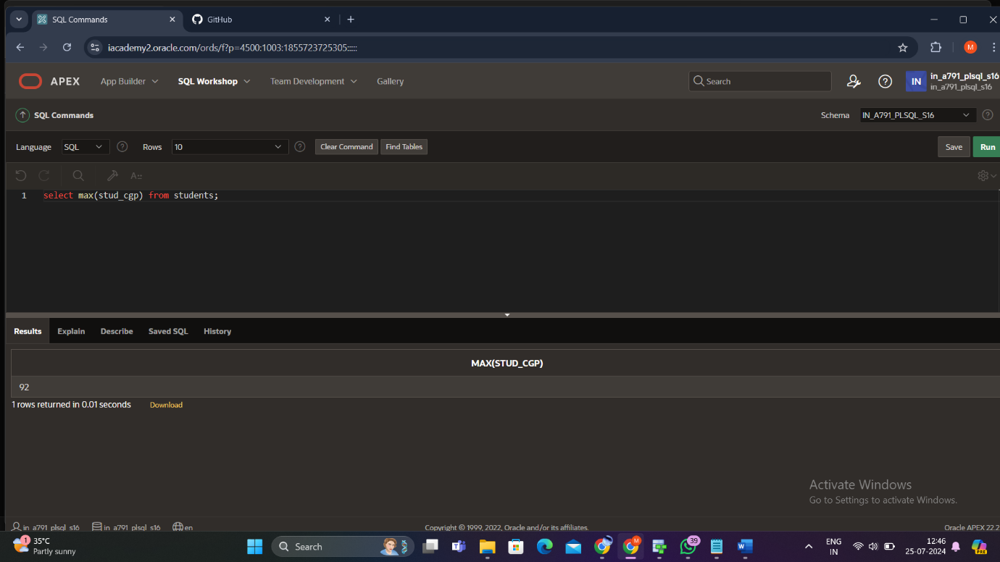 SQL Commands
GitHub
iacademy2.oracle.com/ords/f?p=4500:1003:1855723725305:::::
M
APEX
App Builder
SQL Workshop
Team Development
Gallery
Search
IN
in_a791_plsql_s16
in_a791_plsql_s16
SQL Commands
Schema
IN_A791_PLSQL_S16
Language
SQL
Rows
10
Clear Command
Find Tables
Save
Run
1 select max(stud_cgp) from students;
Results
Explain
Describe
Saved SQL
History
MAX(STUD_CGP)
92
1 rows returned in 0.01 seconds
Download
Activate Windows
Go to Settings to activate Windows.
in_a791_plsql_s16
in_a791_plsql_s16
en
Copyright © 1999, 2022, Oracle and/or its affiliates.
Oracle APEX 22.2
1
35°C
Partly sunny
Search
M
39
W
ENG
IN
12:46
25-07-2024
PRE